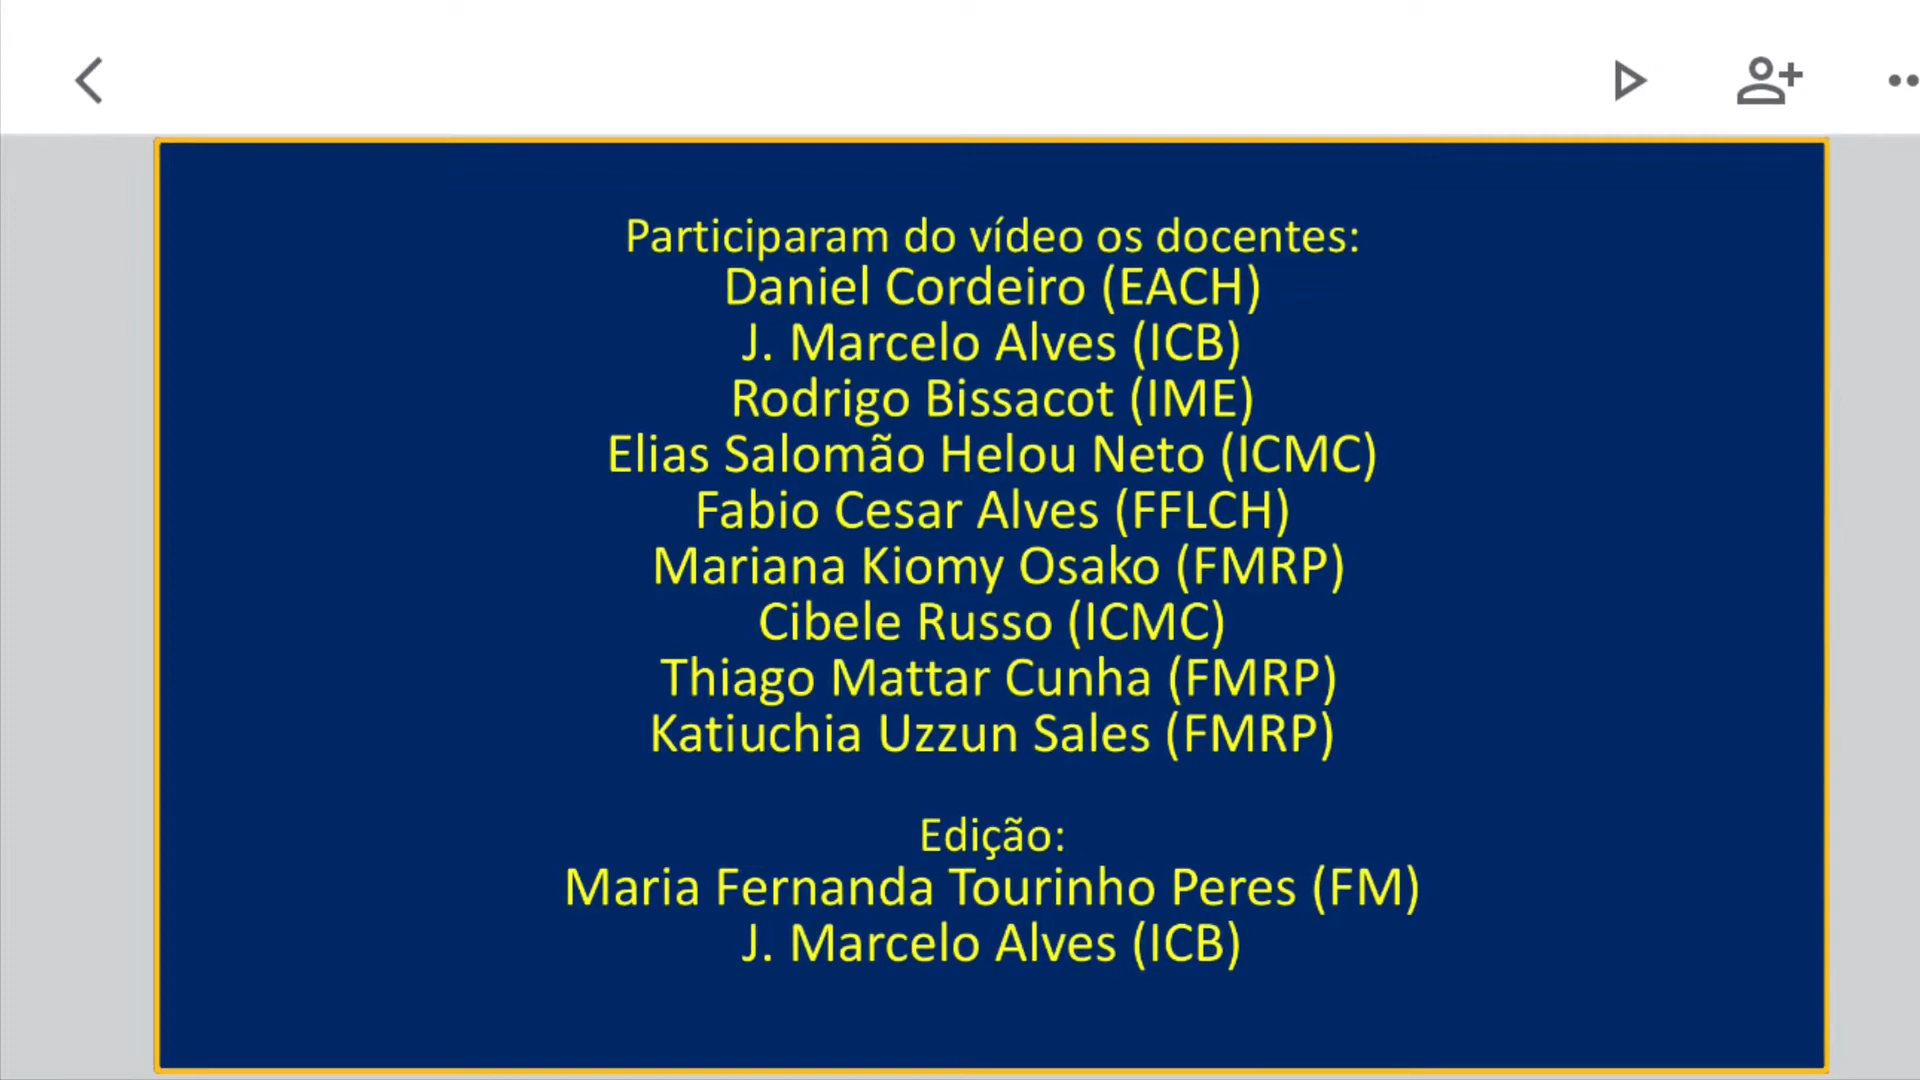 Participaram do vídeo os docentes:
Daniel Cordeiro (EACH)
J. Marcelo Alves (ICB)
Rodrigo Bissacot (IME)
Elias Salomão Helou Neto (ICMC)
Fabio Cesar Alves (FFLCH)
Mariana Kiomy Osako (FMRP)
Cibele Russo (ICMC)
Thiago Mattar Cunha (FMRP)
Katiuchia Uzzun Sales (FMRP)
Edição:
Maria Fernanda Tourinho Peres (FM)
J. Marcelo Alves (ICB)